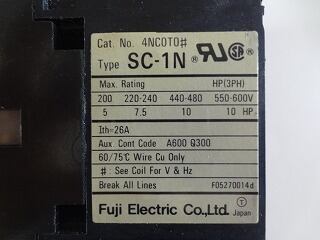 Cat. No. 4NC0T0#
Type SC-1N
Max. Rating HP(3PH)
200 220-240 440-480 550-600V
5 7.5 10 10 HP
Ith=26A
Aux. Cont Code A600 Q300
60/75°C Wire Cu Only
# : See Coil For V & Hz
Break All Lines F05270014d
Fuji Electric Co.,Ltd. T Japan